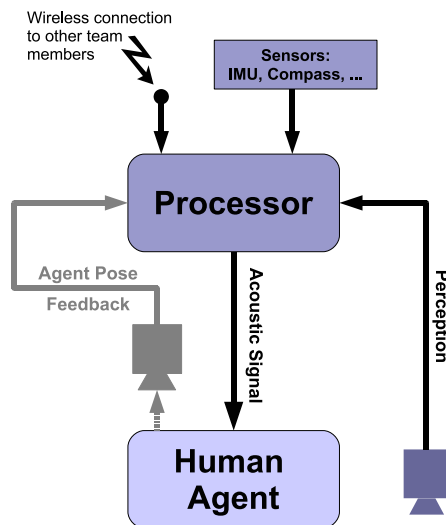 Wireless connection
to other team
members
Sensors:
IMU, Compass, ...
Processor
Agent Pose
Feedback
Acoustic Signal
Perception
Human
Agent